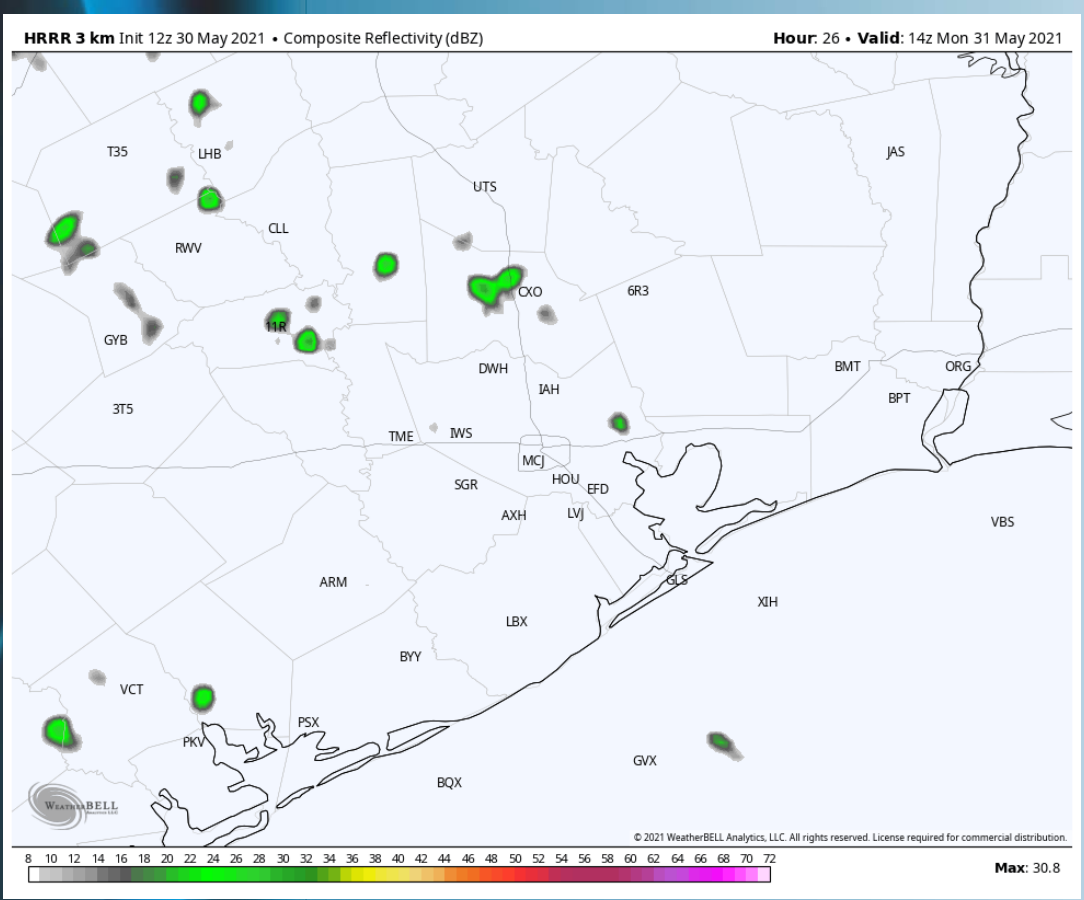 HRRR 3 km Init 12z 30 May 2021 • Composite Reflectivity (dBZ)
Hour: 26 • Valid: 14z Mon 31 May 2021
T35
LHB
JAS
UTS
CLL
RWV
CXO
6R3
11R
GYB
DWH
BMT
ORG
IAH
BPT
3T5
TME
IWS
MCJ
HOU
SGR
EFD
AXH
LVJ
VBS
GLS
ARM
XIH
LBX
BYY
VCT
PSX
PKV
GVX
BQX
WEATHERBELL
© 2021 WeatherBELL Analytics, LLC. All rights reserved. License required for commercial distribution.
8 10 12 14 16 18 20 22 24 26 28 30 32 34 36 38 40 42 44 46 48 50 52 54 56 58 60 62 64 66 68 70 72
Max: 30.8